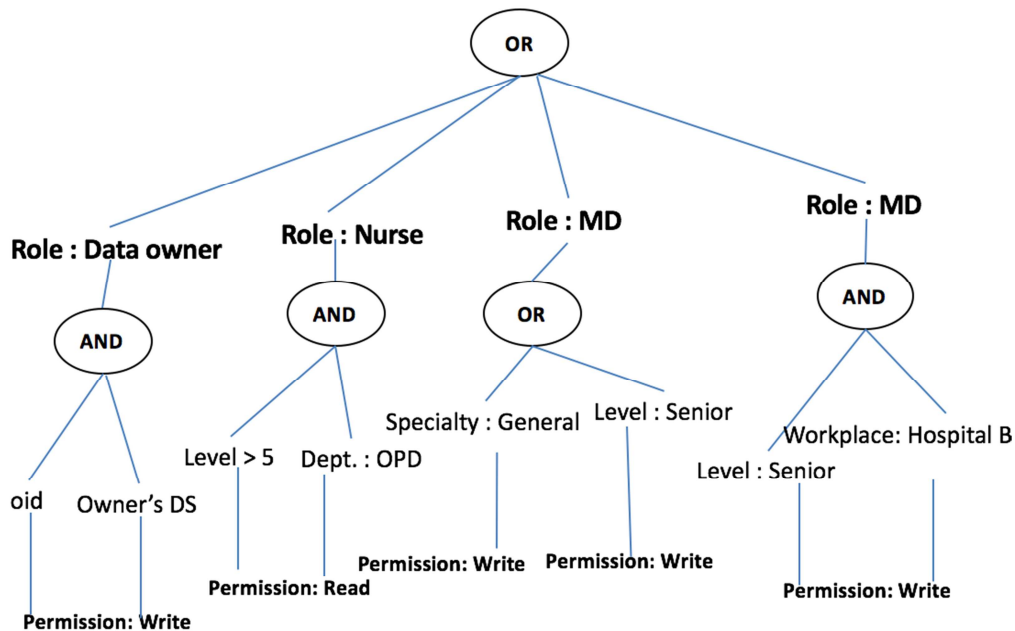 OR
Role : Data owner
Role : Nurse
Role : MD
Role : MD
AND
AND
OR
AND
oid
Owner’s DS
Level > 5
Dept. : OPD
Specialty : General
Level : Senior
Level : Senior
Workplace: Hospital B
Permission: Write
Permission: Read
Permission: Write
Permission: Write
Permission: Write